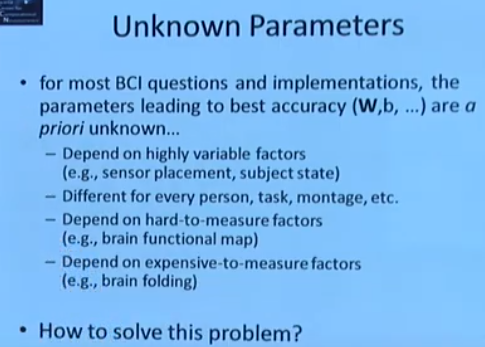 Unknown Parameters
• for most BCI questions and implementations, the
parameters leading to best accuracy (W,b, ...) are a
priori unknown...
– Depend on highly variable factors
(e.g., sensor placement, subject state)
– Different for every person, task, montage, etc.
– Depend on hard-to-measure factors
(e.g., brain functional map)
– Depend on expensive-to-measure factors
(e.g., brain folding)
• How to solve this problem?